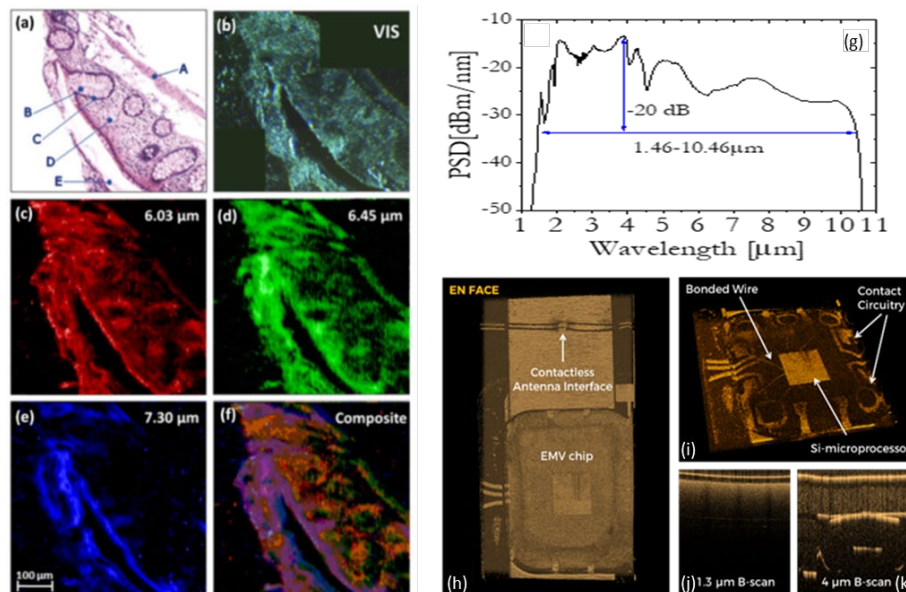 (a)
A
B
C
D
E
(b)
VIS
(c)
6.03 µm
(d)
6.45 µm
(e)
7.30 µm
100 µm
(f)
Composite
(g)
PSD[dBm/nm]
-10
-20
-30
-40
-50
-20 dB
1.46-10.46µm
1 2 3 4 5 6 7 8 9 10 11
Wavelength [µm]
EN FACE
Contactless
Antenna Interface
EMV chip
(h)
Bonded Wire
Contact
Circuitry
Si-microprocessor
(i)
(j)
1.3 µm B-scan
4 µm B-scan
(k